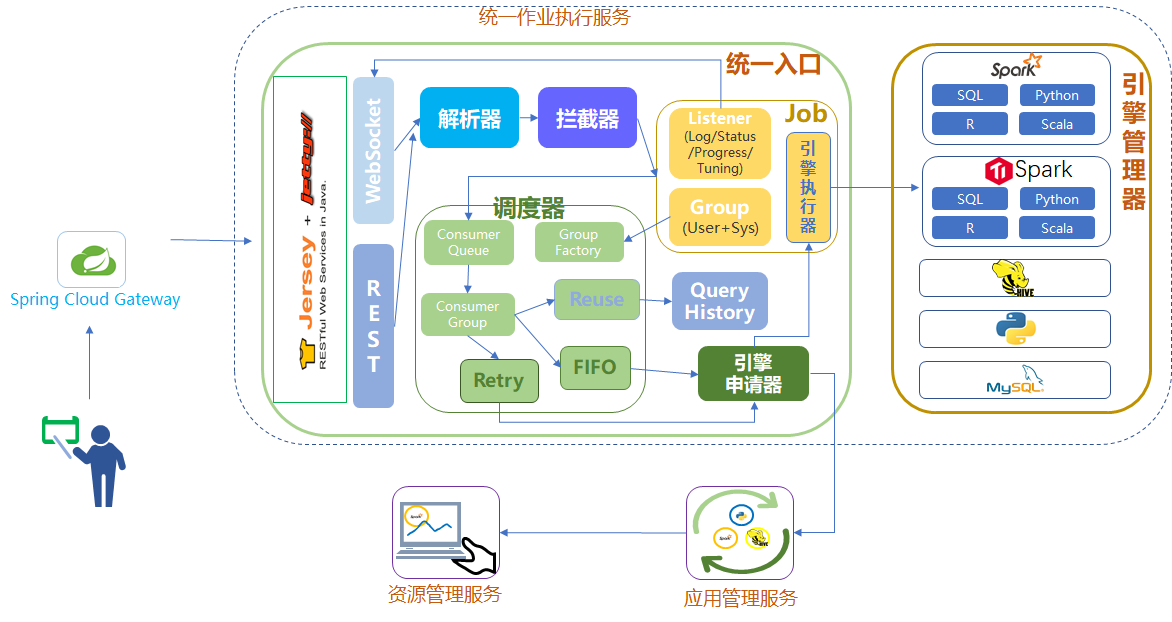 统一作业执行服务
统一入口
Spring Cloud Gateway
Jersey + jetty://
RESTful Web Services in Java.
WebSocket
REST
解析器
拦截器
Job
Listener
(Log/Status
/Progress/
Tuning)
Group
(User+Sys)
引擎执行器
调度器
Consumer
Queue
Group
Factory
Consumer
Group
Reuse
Retry
FIFO
Query
History
引擎
申请器
引擎管理器
Spark
SQL
Python
R
Scala
Spark
SQL
Python
R
Scala
HIVE
MySQL
资源管理服务
应用管理服务